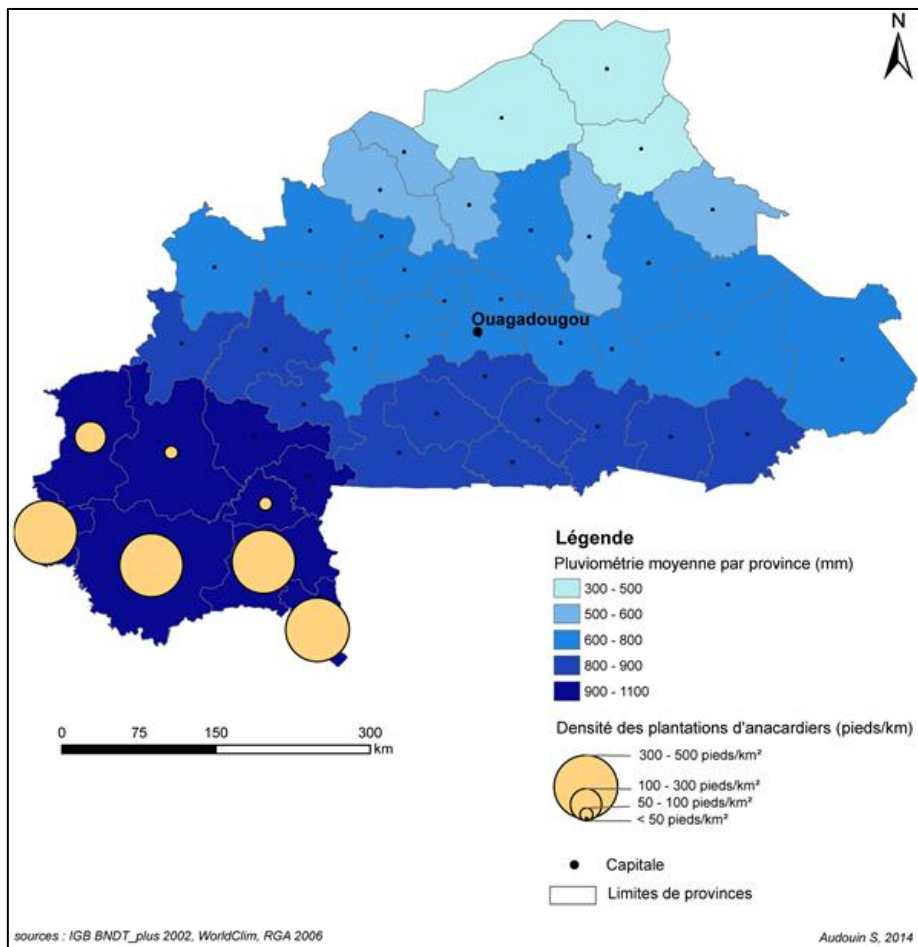 N
Ouagadougou
Légende
Pluviométrie moyenne par province (mm)
300 - 500
500 - 600
600 - 800
800 - 900
900 - 1100
0 75 150 300
km
Densité des plantations d'anacardiers (pieds/km)
300 - 500 pieds/km²
100 - 300 pieds/km²
50 - 100 pieds/km²
< 50 pieds/km²
Capitale
Limites de provinces
sources : IGB BNDT_plus 2002, WorldClim, RGA 2006
Audouin S, 2014